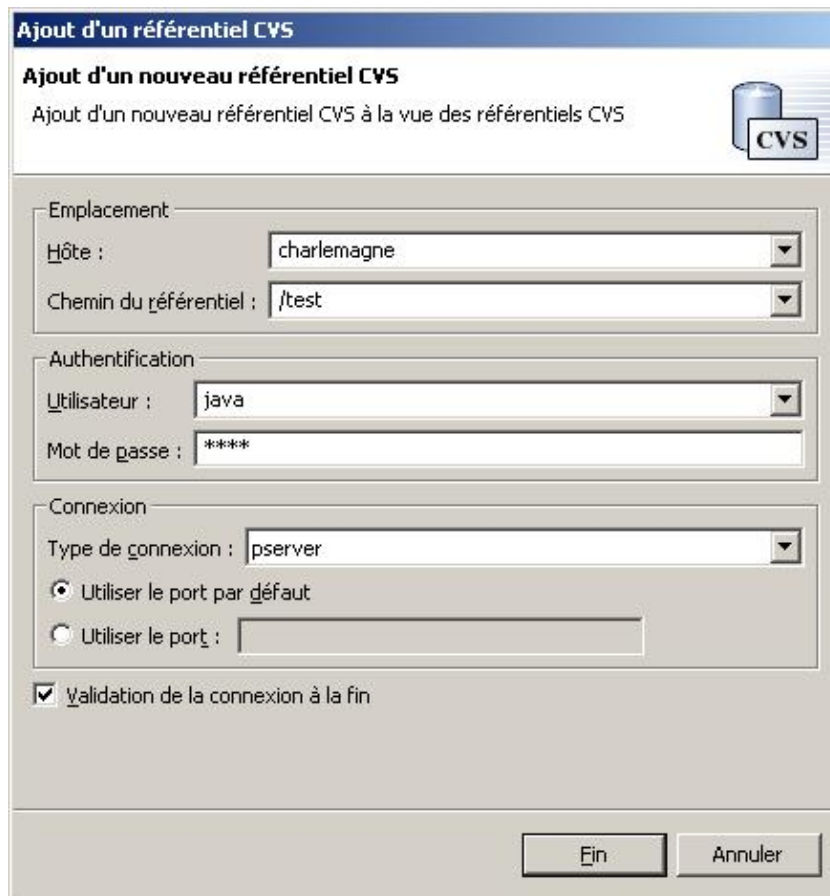 Ajout d'un référentiel CVS
Ajout d'un nouveau référentiel CVS
Ajout d'un nouveau référentiel CVS à la vue des référentiels CVS
CVS
Emplacement
Hôte : charlemagne
Chemin du référentiel : /test
Authentification
Utilisateur : java
Mot de passe : ****
Connexion
Type de connexion : pserver
Utiliser le port par défaut
Utiliser le port :
Validation de la connexion à la fin
Fin Annuler